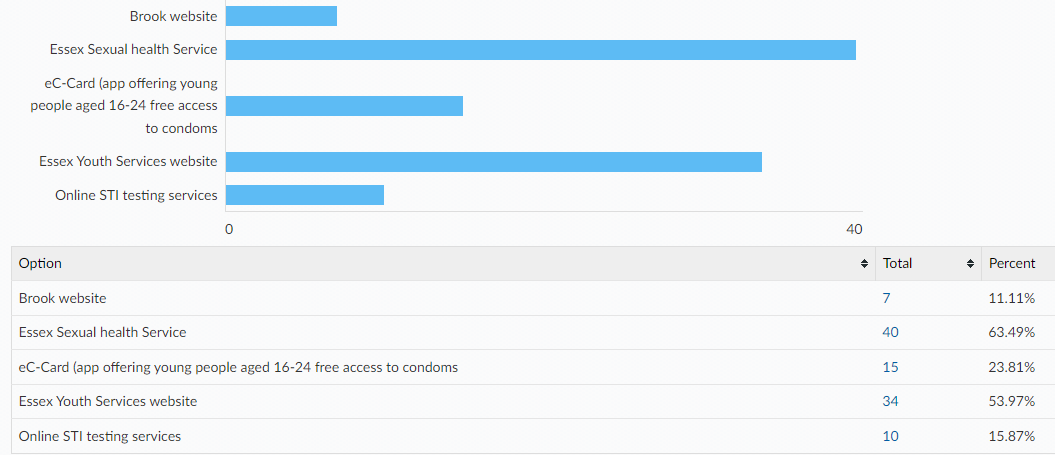 Brook website
Essex Sexual health Service
eC-Card (app offering young
people aged 16-24 free access
to condoms
Essex Youth Services website
Online STI testing services
0 40
Option Total Percent
Brook website 7 11.11%
Essex Sexual health Service 40 63.49%
eC-Card (app offering young people aged 16-24 free access to condoms 15 23.81%
Essex Youth Services website 34 53.97%
Online STI testing services 10 15.87%